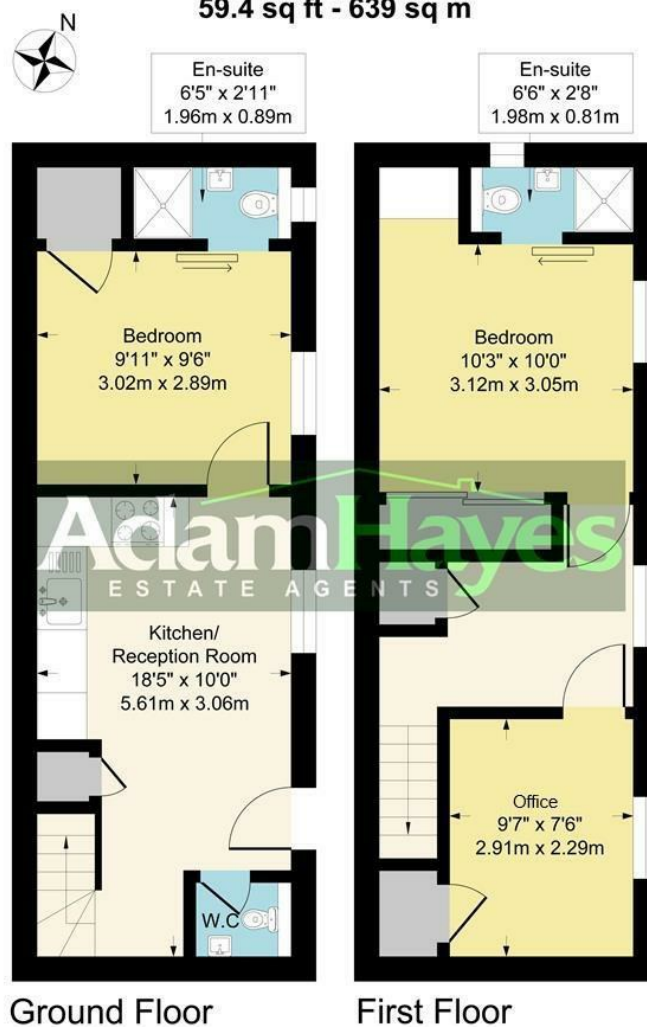 59.4 sq ft - 639 sq m
N
En-suite
6'5" x 2'11"
1.96m x 0.89m
En-suite
6'6" x 2'8"
1.98m x 0.81m
Bedroom
9'11" x 9'6"
3.02m x 2.89m
Bedroom
10'3" x 10'0"
3.12m x 3.05m
AdamHayes
ESTATE AGENTS
Kitchen/
Reception Room
18'5" x 10'0"
5.61m x 3.06m
Office
9'7" x 7'6"
2.91m x 2.29m
W.C
Ground Floor
First Floor